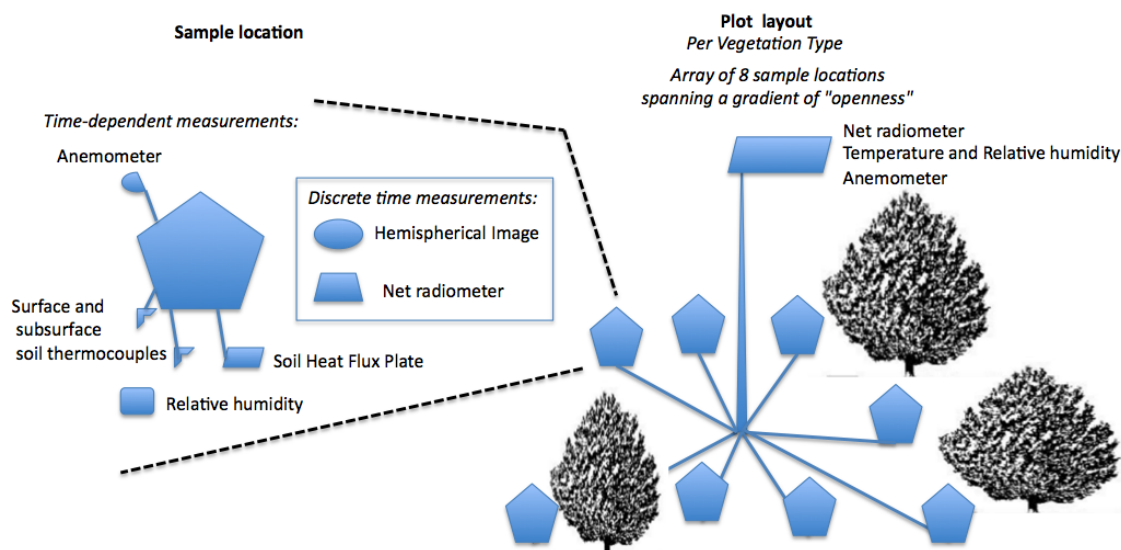 Sample location
Time-dependent measurements:
Anemometer
Discrete time measurements:
Hemispherical Image
Net radiometer
Surface and
subsurface
soil thermocouples
Soil Heat Flux Plate
Relative humidity
Plot layout
Per Vegetation Type
Array of 8 sample locations
spanning a gradient of "openness"
Net radiometer
Temperature and Relative humidity
Anemometer